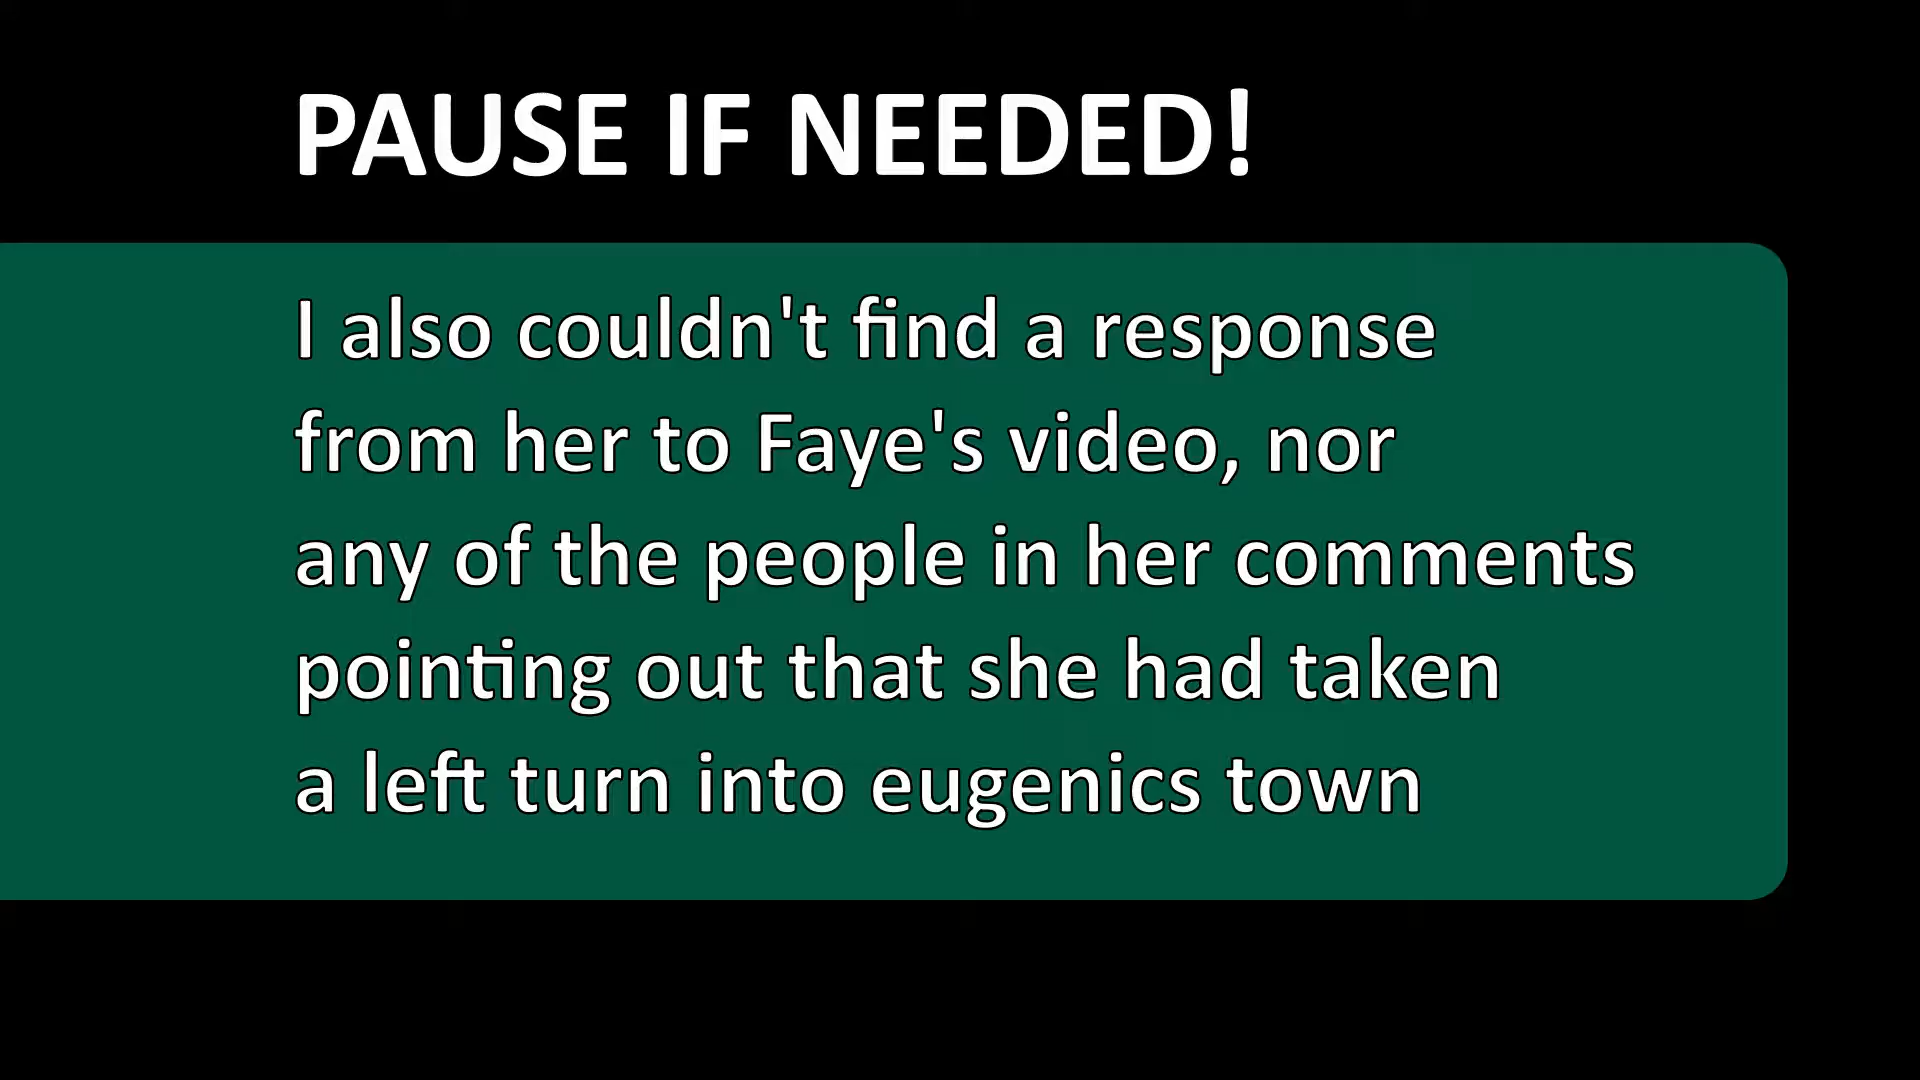 PAUSE IF NEEDED!
I also couldn't find a response
from her to Faye's video, nor
any of the people in her comments
pointing out that she had taken
a left turn into eugenics town